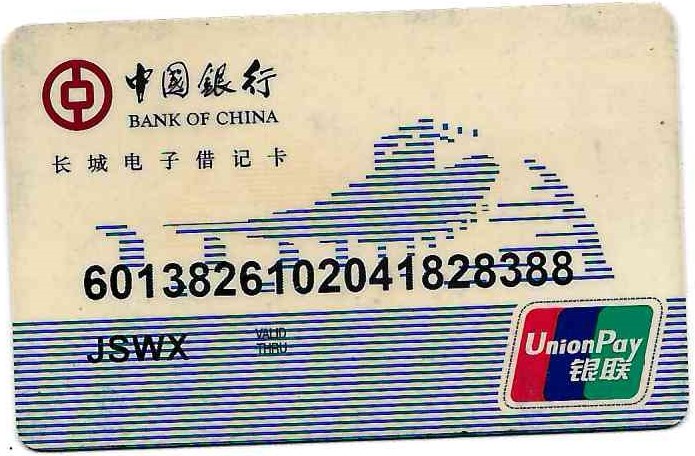 中国银行
BANK OF CHINA
长城电子借记卡
6013826102041828388
JSWX
VALID
THRU
UnionPay
银联